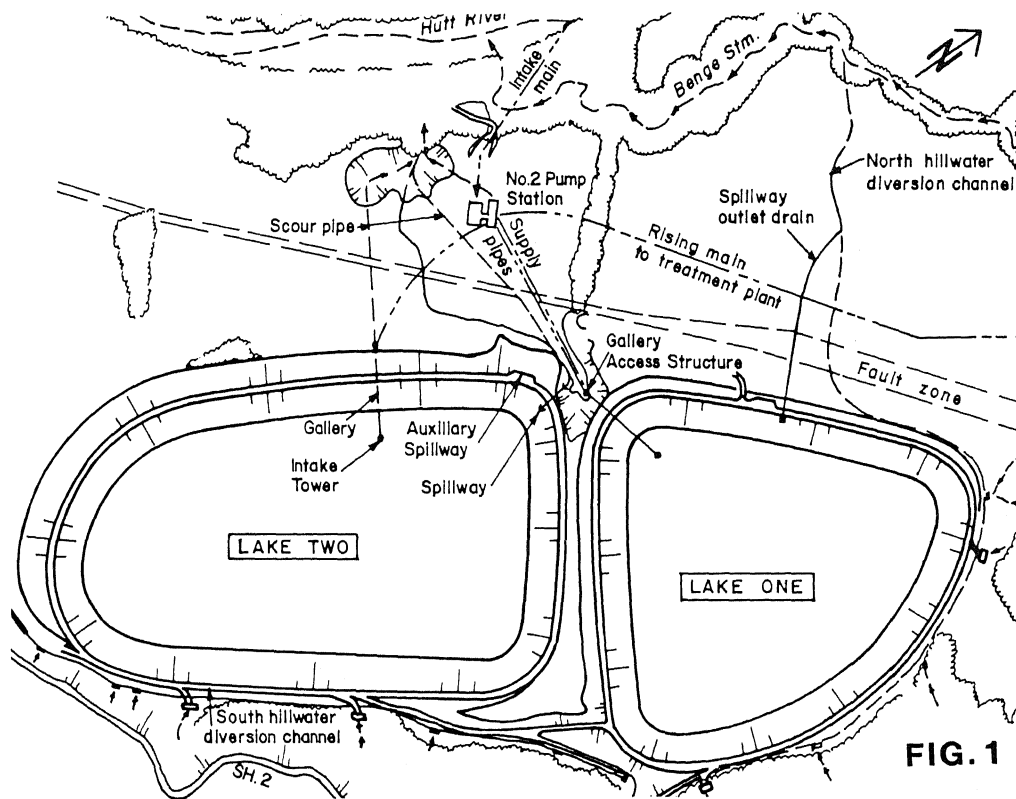 Hutt River
Intake
main
Benge Stm.
N
North hillwater
diversion channel
No.2 Pump
Station
Spillway
outlet drain
Scour pipe
Supply
pipes
Rising main
to treatment plant
Gallery
Access Structure
Fault zone
Gallery
Auxillary
Spillway
Intake
Tower
Spillway
LAKE TWO
LAKE ONE
South hillwater
diversion channel
SH.2
FIG. 1